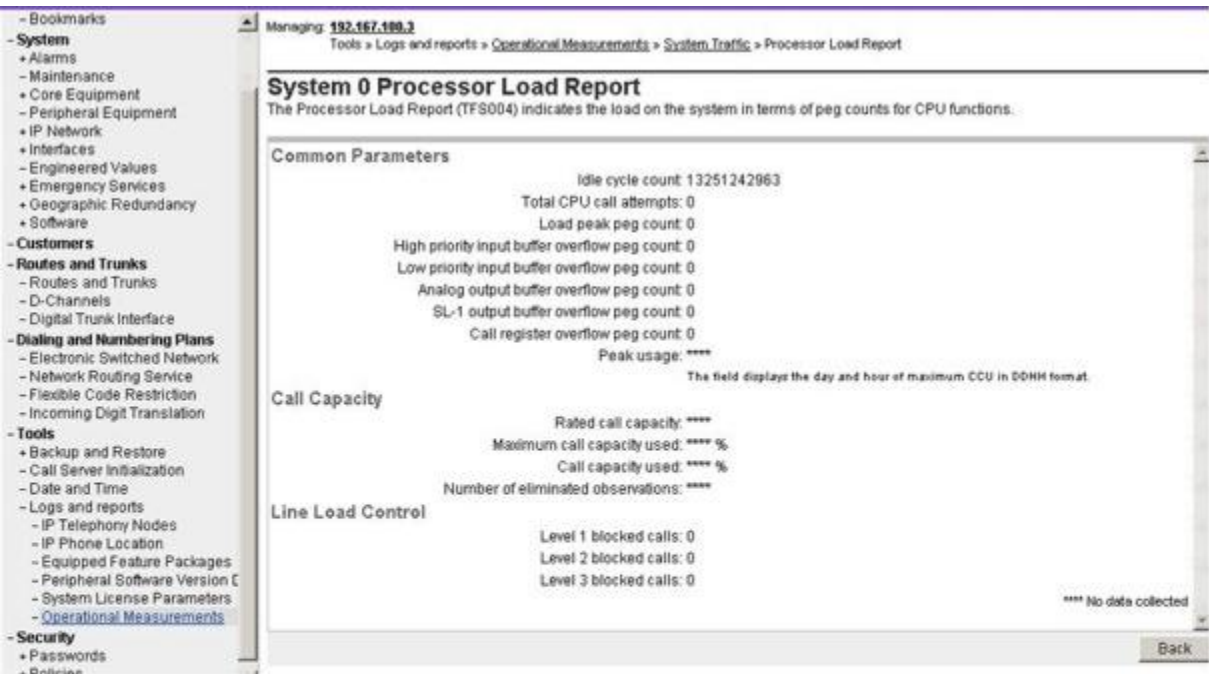 – Bookmarks
- System
+ Alarms
– Maintenance
+ Core Equipment
– Peripheral Equipment
+ IP Network
+ Interfaces
– Engineered Values
+ Emergency Services
+ Geographic Redundancy
+ Software
- Customers
- Routes and Trunks
– Routes and Trunks
– D-Channels
– Digital Trunk Interface
- Dialing and Numbering Plans
– Electronic Switched Network
– Network Routing Service
– Flexible Code Restriction
– Incoming Digit Translation
- Tools
+ Backup and Restore
– Call Server Initialization
– Date and Time
– Logs and reports
– IP Telephony Nodes
– IP Phone Location
– Equipped Feature Packages
– Peripheral Software Version D
– System License Parameters
– Operational Measurements
- Security
+ Passwords
+ Policies
Managing: 192.167.100.3
Tools » Logs and reports » Operational Measurements » System Traffic » Processor Load Report
System 0 Processor Load Report
The Processor Load Report (TFS004) indicates the load on the system in terms of peg counts for CPU functions.
Common Parameters
Idle cycle count: 13251242963
Total CPU call attempts: 0
Load peak peg count: 0
High priority input buffer overflow peg count: 0
Low priority input buffer overflow peg count: 0
Analog output buffer overflow peg count: 0
SL-1 output buffer overflow peg count: 0
Call register overflow peg count: 0
Peak usage: ****
The field displays the day and hour of maximum CCU in DDHH format.
Call Capacity
Rated call capacity: ****
Maximum call capacity used: **** %
Call capacity used: **** %
Number of eliminated observations: ****
Line Load Control
Level 1 blocked calls: 0
Level 2 blocked calls: 0
Level 3 blocked calls: 0
**** No data collected
Back